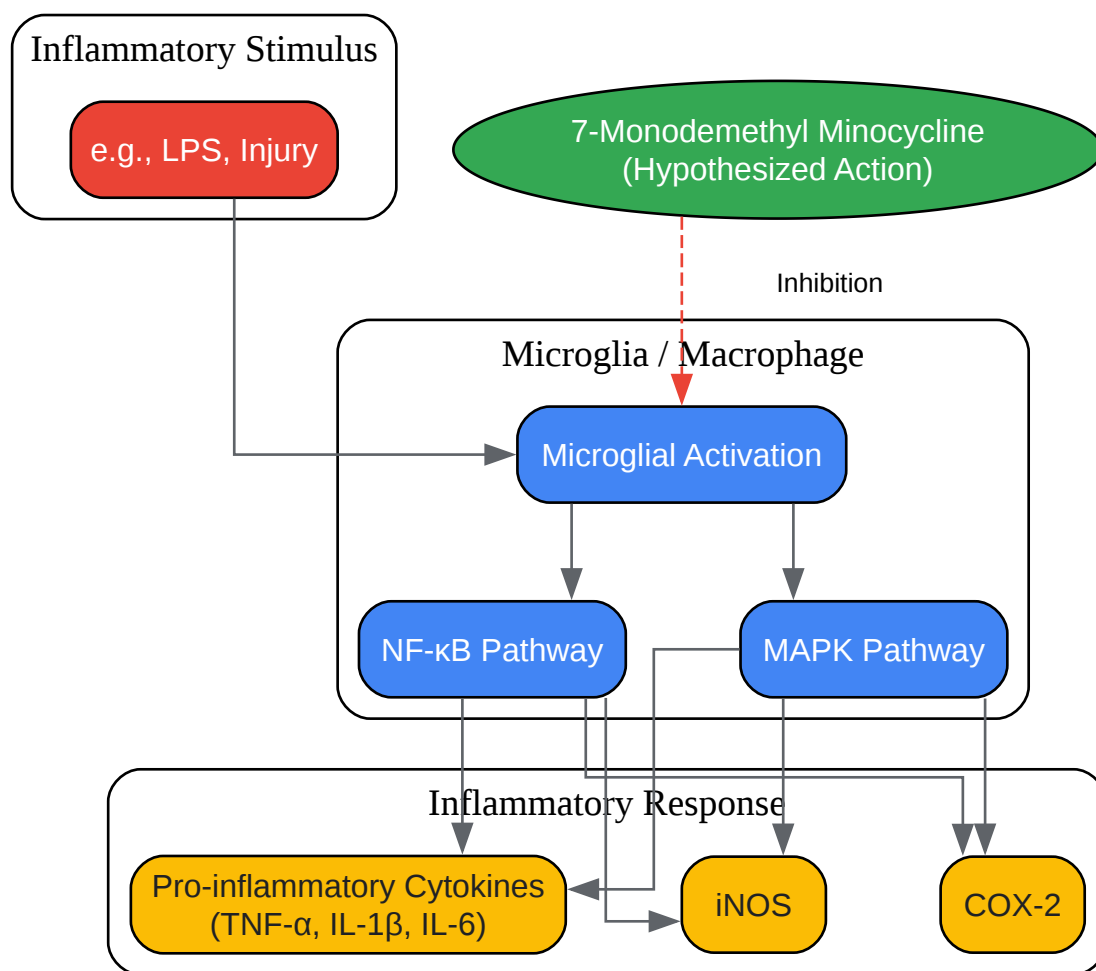 Inflammatory Stimulus
e.g., LPS, Injury
7-Monodemethyl Minocycline
(Hypothesized Action)
Inhibition
Microglia / Macrophage
Microglial Activation
NF-κB Pathway
MAPK Pathway
Inflammatory Response
Pro-inflammatory Cytokines
(TNF-α, IL-1β, IL-6)
iNOS
COX-2